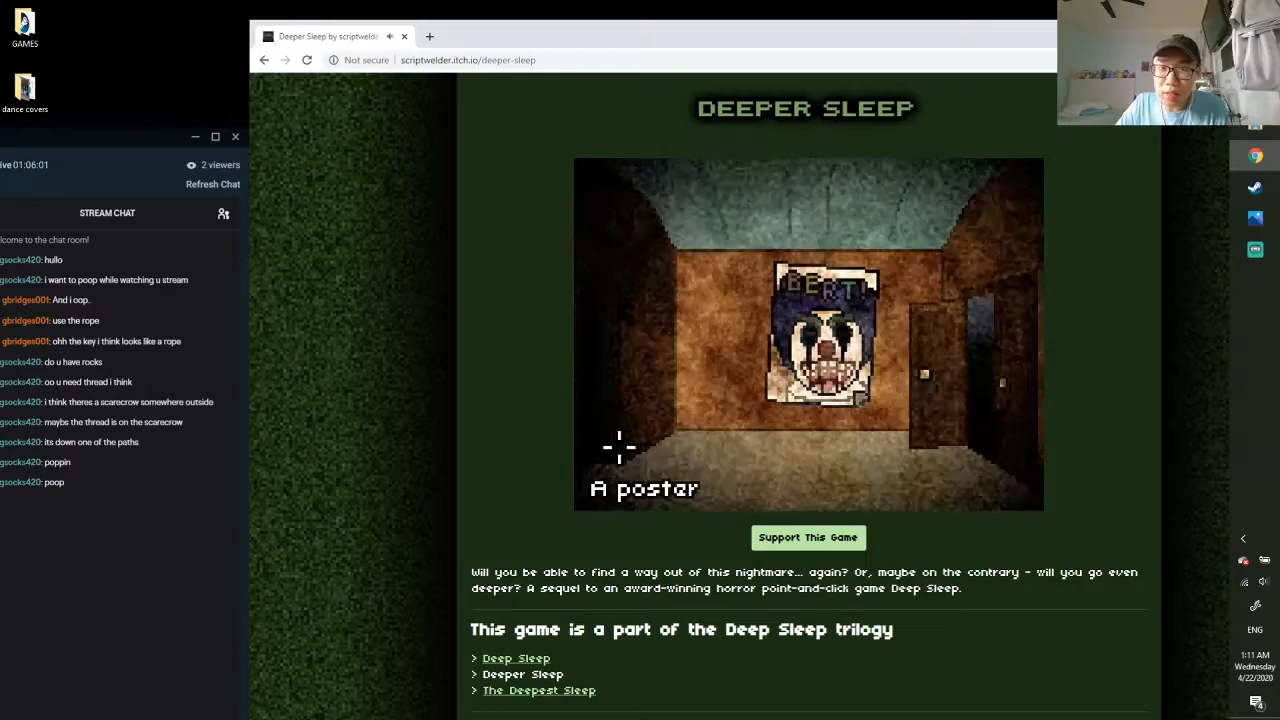 GAMES
dance covers
Deeper Sleep by scriptwelde
Not secure
scriptwelder.itch.io/deeper-sleep
ive 01:06:01
2 viewers
Refresh Chat
STREAM CHAT
lcome to the chat room!
gsocks420: hullo
gsocks420: i want to poop while watching u stream
gbridges001: And i oop..
gbridges001: use the rope
gbridges001: ohh the key i think looks like a rope
gsocks420: do u have rocks
gsocks420: oo u need thread i think
gsocks420: i think theres a scarecrow somewhere outside
gsocks420: maybs the thread is on the scarecrow
gsocks420: its down one of the paths
gsocks420: poppin
gsocks420: poop
DEEPER SLEEP
BERT!
A poster
Support This Game
Will you be able to find a way out of this nightmare... again? Or, maybe on the contrary - will you go even
deeper? A sequel to an award-winning horror point-and-click game Deep Sleep.
This game is a part of the Deep Sleep trilogy
> Deep Sleep
> Deeper Sleep
> The Deepest Sleep
ENG
1:11 AM
Wednesday
4/22/2020
4